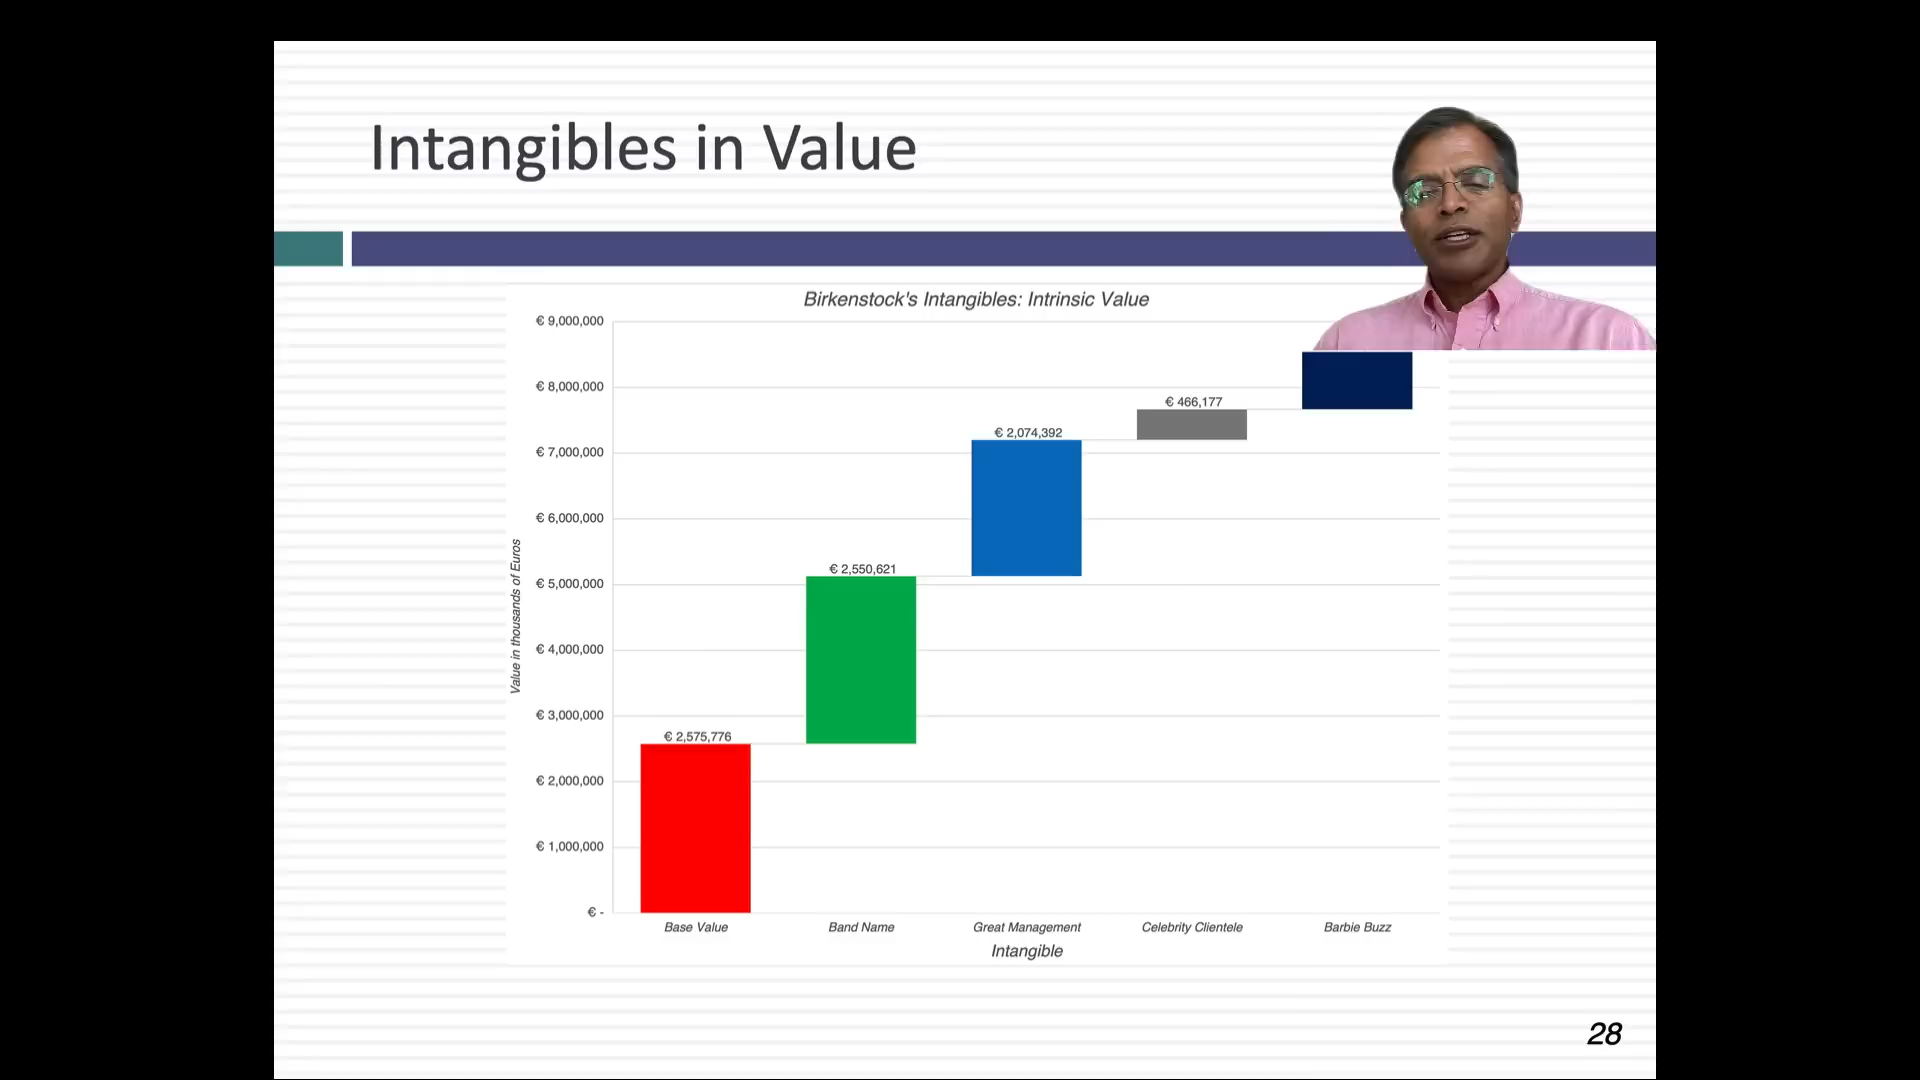 Intangibles in Value
Birkenstock's Intangibles: Intrinsic Value
€ 9,000,000
€ 8,000,000
€ 7,000,000
€ 6,000,000
€ 5,000,000
€ 4,000,000
€ 3,000,000
€ 2,000,000
€ 1,000,000
€ -
Value in thousands of Euros
€ 2,575,776
€ 2,550,621
€ 2,074,392
€ 466,177
Base Value
Band Name
Great Management
Celebrity Clientele
Barbie Buzz
Intangible
28